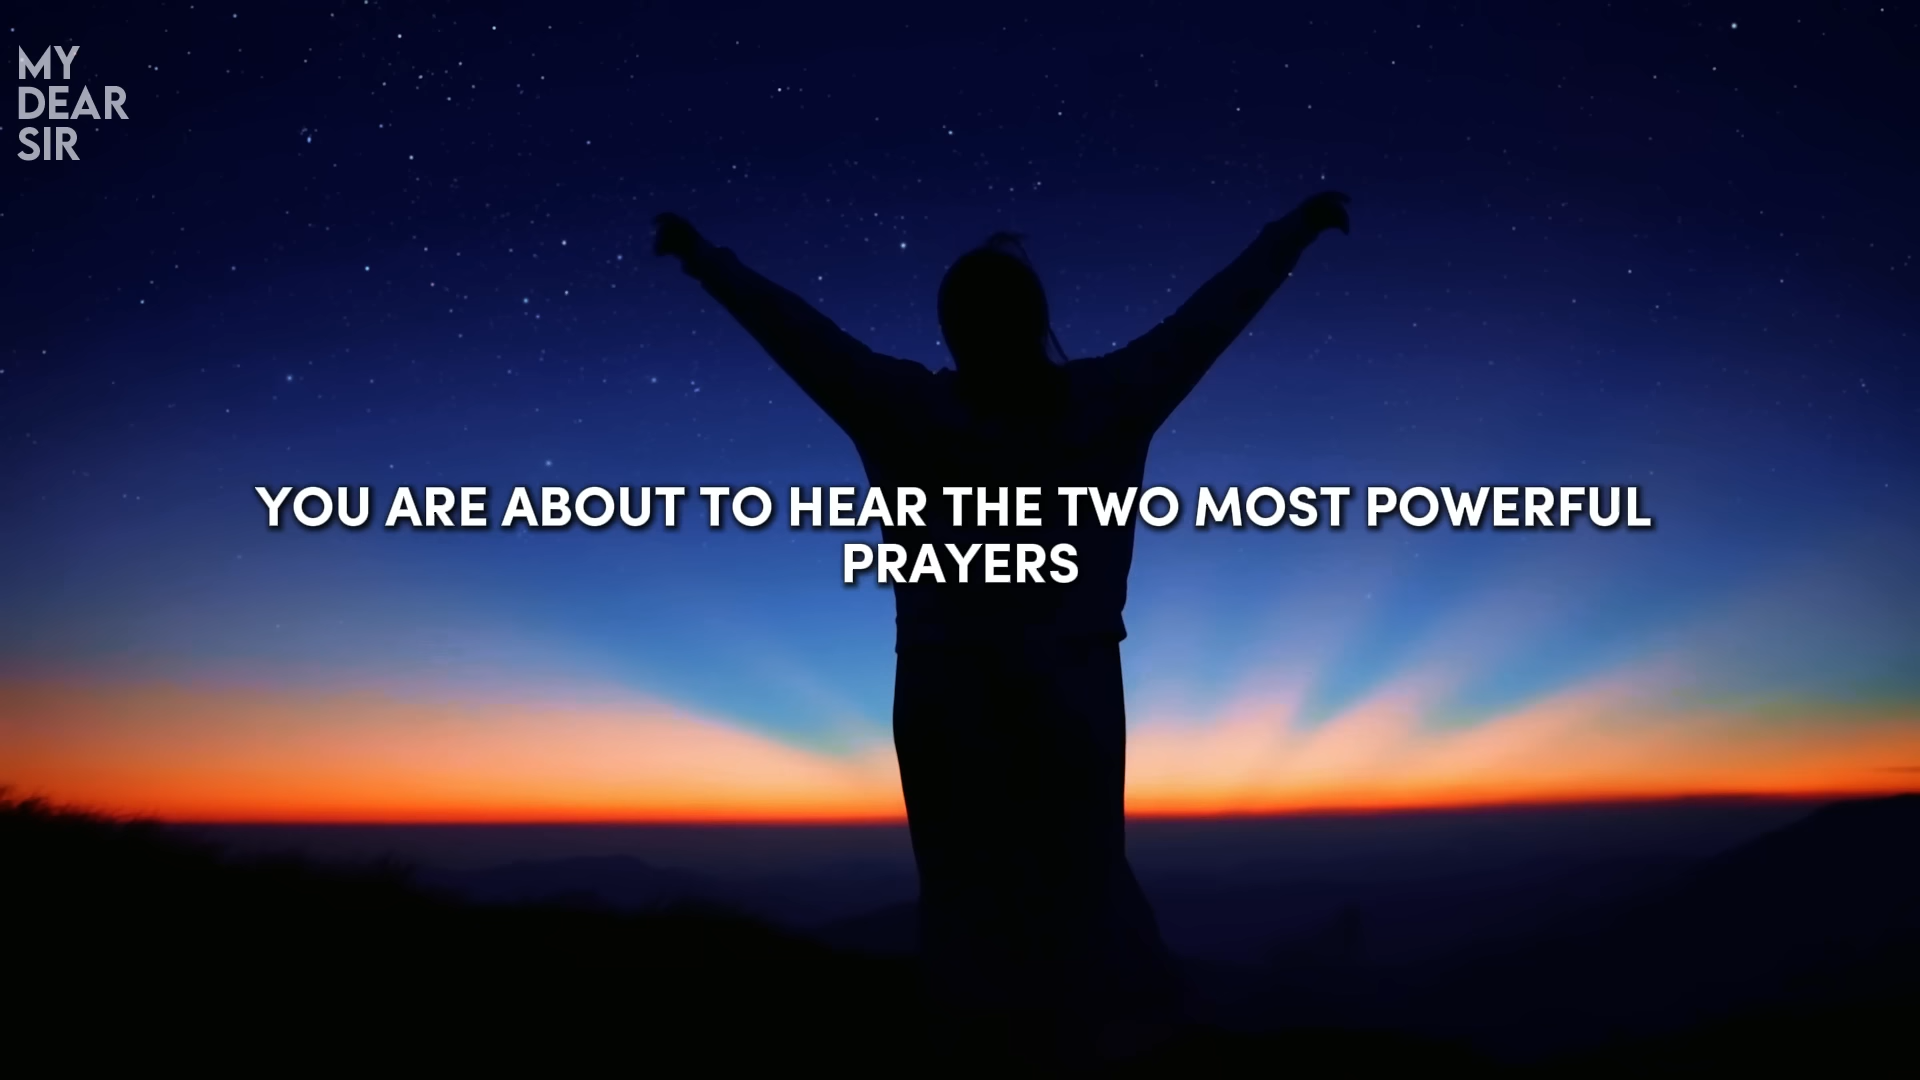 MY
DEAR
SIR
YOU ARE ABOUT TO HEAR THE TWO MOST POWERFUL
PRAYERS